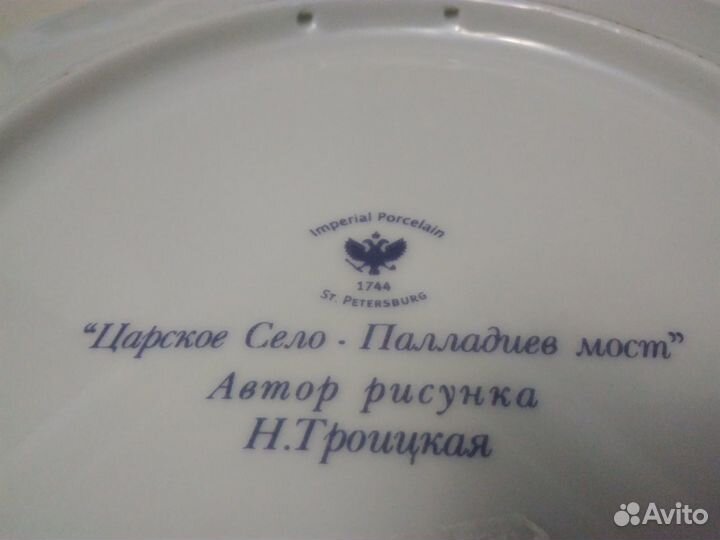 Imperial Porcelain
1744
St. Petersburg
"Царское Село · Палладиев мост"
Автор рисунка
Н.Троицкая
Avito